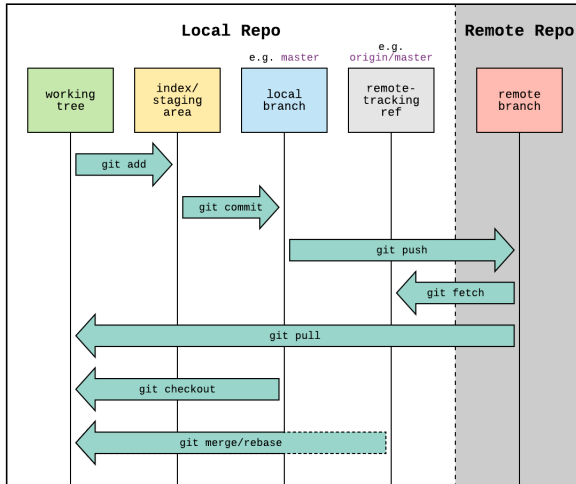 Local Repo
Remote Repo
e.g. master
e.g.
origin/master
working
tree
index/
staging
area
local
branch
remote-
tracking
ref
remote
branch
git add
git commit
git push
git fetch
git pull
git checkout
git merge/rebase